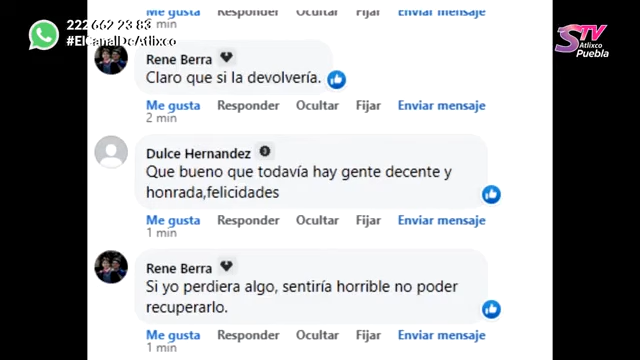 222 662 23 83
#ElCanalDeAtlixco
STV
Atlixco
Puebla
Me gusta Responder Ocultar Fijar Enviar mensaje
Rene Berra
Claro que si la devolvería.
Me gusta Responder Ocultar Fijar Enviar mensaje
2 min
Dulce Hernandez
Que bueno que todavía hay gente decente y
honrada,felicidades
Me gusta Responder Ocultar Fijar Enviar mensaje
1 min
Rene Berra
Si yo perdiera algo, sentiría horrible no poder
recuperarlo.
Me gusta Responder Ocultar Fijar Enviar mensaje
1 min